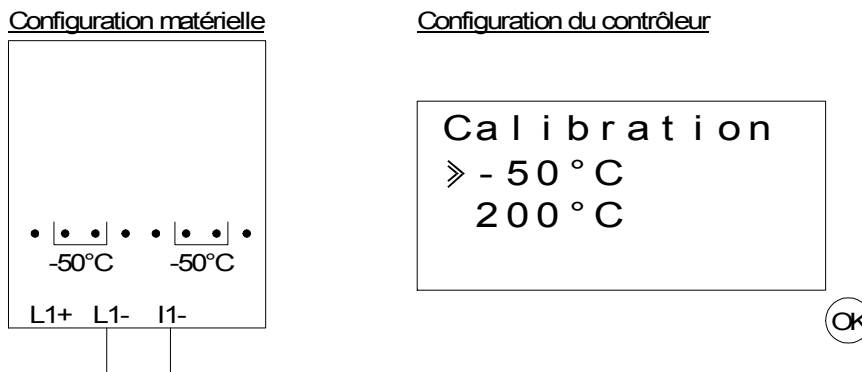 Configuration matérielle
-50°C -50°C
L1+ L1- I1-
Configuration du contrôleur
Calibration
» -50°C
200°C
OK